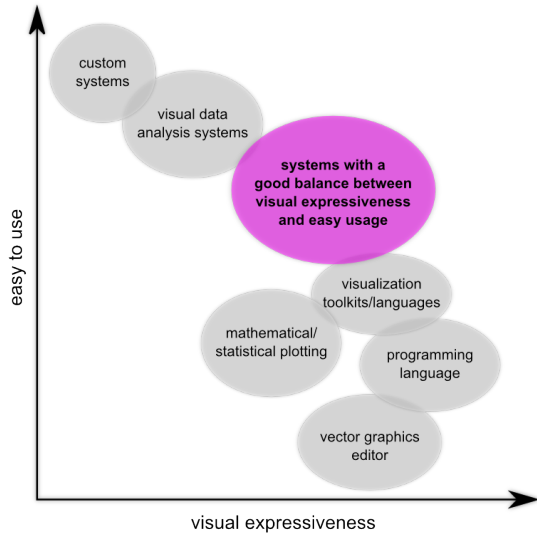 custom
systems
visual data
analysis systems
systems with a
good balance between
visual expressiveness
and easy usage
visualization
toolkits/languages
mathematical/
statistical plotting
programming
language
vector graphics
editor
easy to use
visual expressiveness